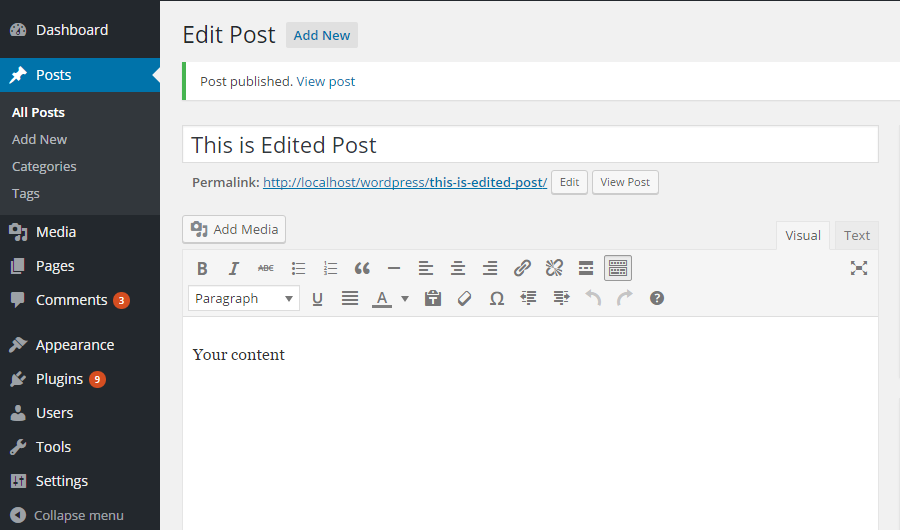 Dashboard
Posts
All Posts
Add New
Categories
Tags
Media
Pages
Comments 3
Appearance
Plugins 9
Users
Tools
Settings
Collapse menu
Edit Post Add New
Post published. View post
This is Edited Post
Permalink: http://localhost/wordpress/this-is-edited-post/ Edit View Post
Add Media Visual Text
B I ABC
Paragraph U A T Ω ?
Your content